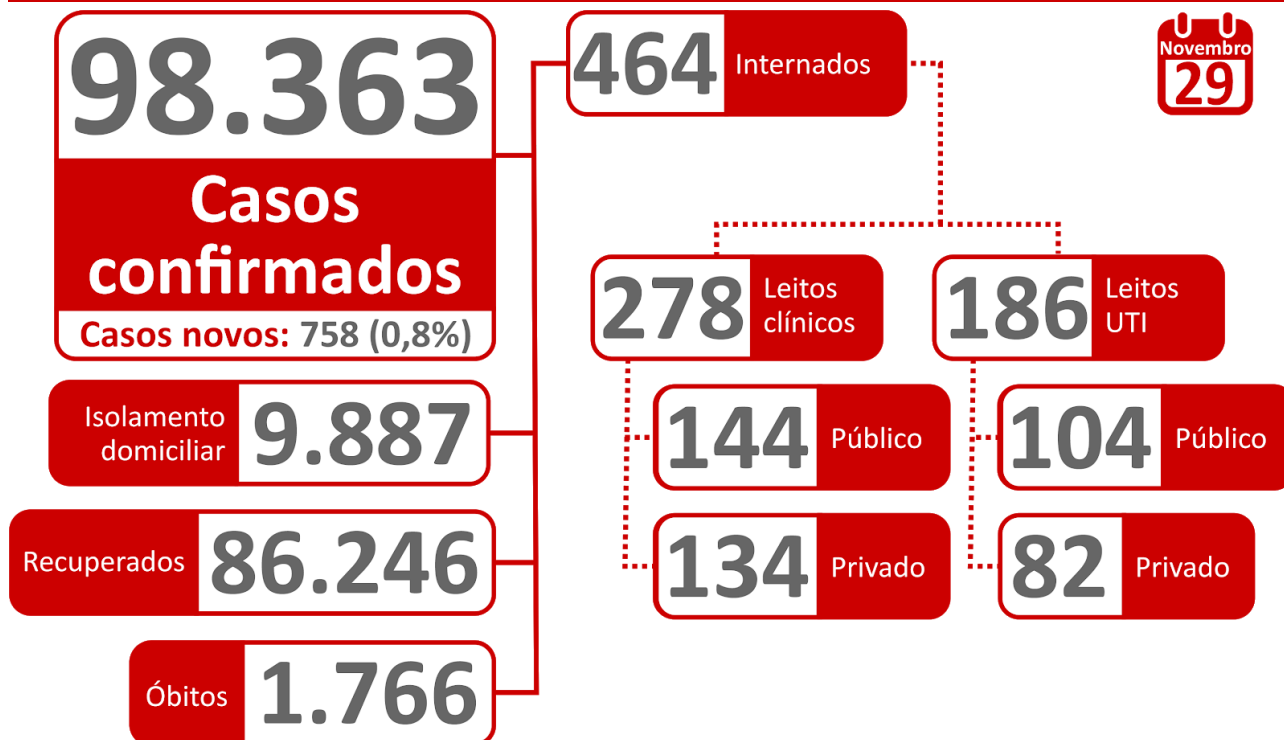 98.363
Casos
confirmados
Casos novos: 758 (0,8%)
Isolamento
domiciliar
9.887
Recuperados
86.246
Óbitos
1.766
464
Internados
Novembro
29
278
Leitos
clínicos
144
Público
134
Privado
186
Leitos
UTI
104
Público
82
Privado